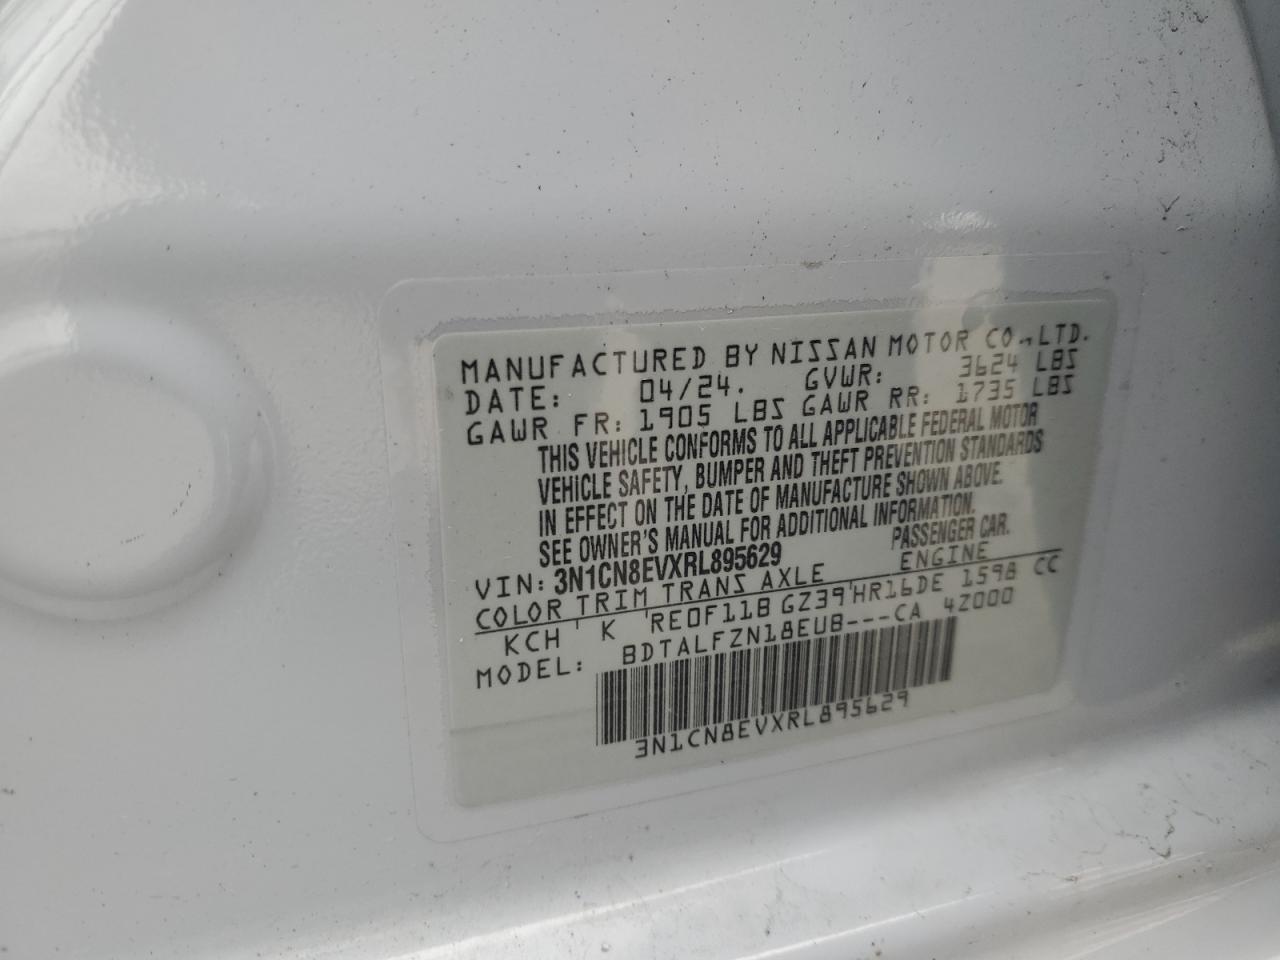 MANUFACTURED BY NISSAN MOTOR CO.,LTD.
DATE: 04/24. GVWR: 3624 LBS
GAWR FR: 1905 LBS GAWR RR: 1735 LBS
THIS VEHICLE CONFORMS TO ALL APPLICABLE FEDERAL MOTOR
VEHICLE SAFETY, BUMPER AND THEFT PREVENTION STANDARDS
IN EFFECT ON THE DATE OF MANUFACTURE SHOWN ABOVE.
SEE OWNER'S MANUAL FOR ADDITIONAL INFORMATION.
VIN: 3N1CN8EVXRL895629 PASSENGER CAR.
COLOR TRIM TRANS AXLE ENGINE
KCH K RE0F11B GZ39 HR16DE 1598 CC
MODEL: BDTALFZN18EUB---CA 4Z000
3N1CN8EVXRL895629